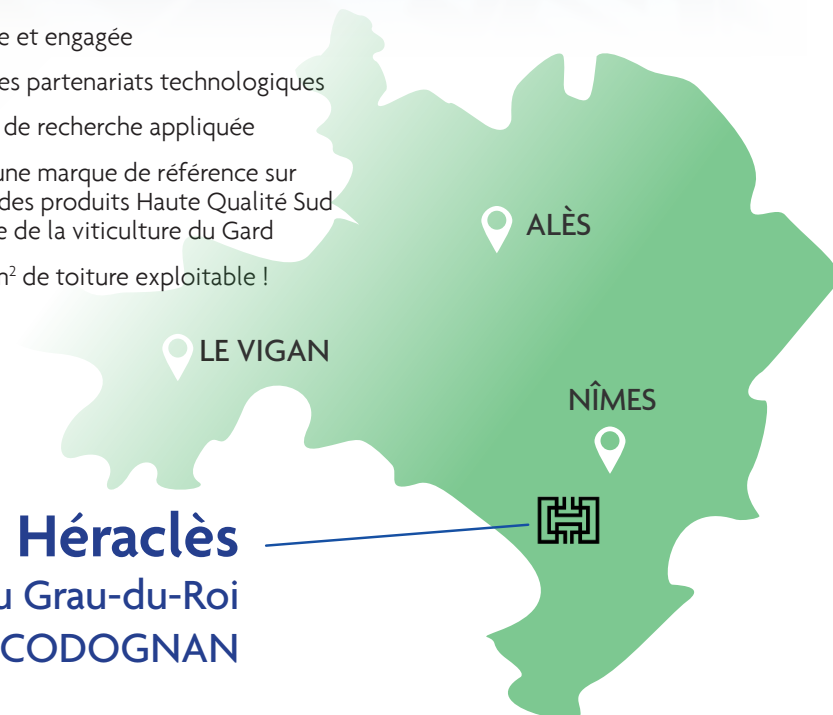 e et engagée
es partenariats technologiques
de recherche appliquée
une marque de référence sur
des produits Haute Qualité Sud
e de la viticulture du Gard
m² de toiture exploitable !
ALÈS
LE VIGAN
NÎMES
Héraclès
u Grau-du-Roi
CODOGNAN